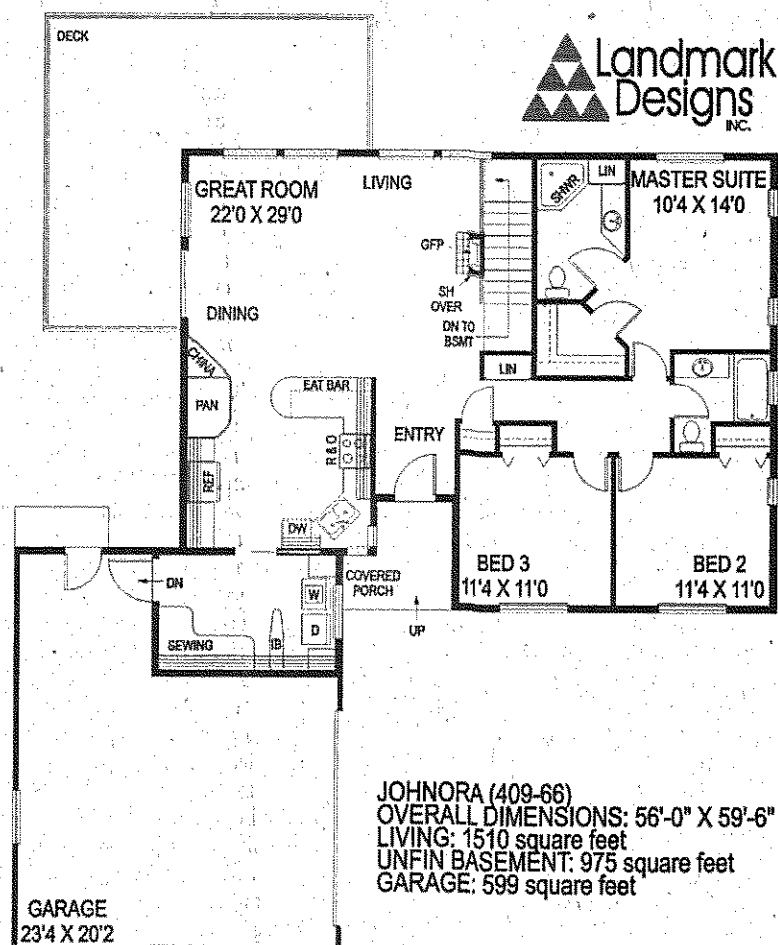 DECK
Landmark
Designs
INC.
GREAT ROOM
22'0 X 29'0
LIVING
SHWR
LIN
MASTER SUITE
10'4 X 14'0
GFP
SH
OVER
DN TO
BSMT
DINING
CHINA
LIN
EAT BAR
PAN
R&O
ENTRY
REF
DW
BED 3
11'4 X 11'0
BED 2
11'4 X 11'0
DN
COVERED
PORCH
W
D
UP
SEWING
IB
JOHNORA (409-66)
OVERALL DIMENSIONS: 56'-0" X 59'-6"
LIVING: 1510 square feet
UNFIN BASEMENT: 975 square feet
GARAGE: 599 square feet
GARAGE
23'4 X 20'2